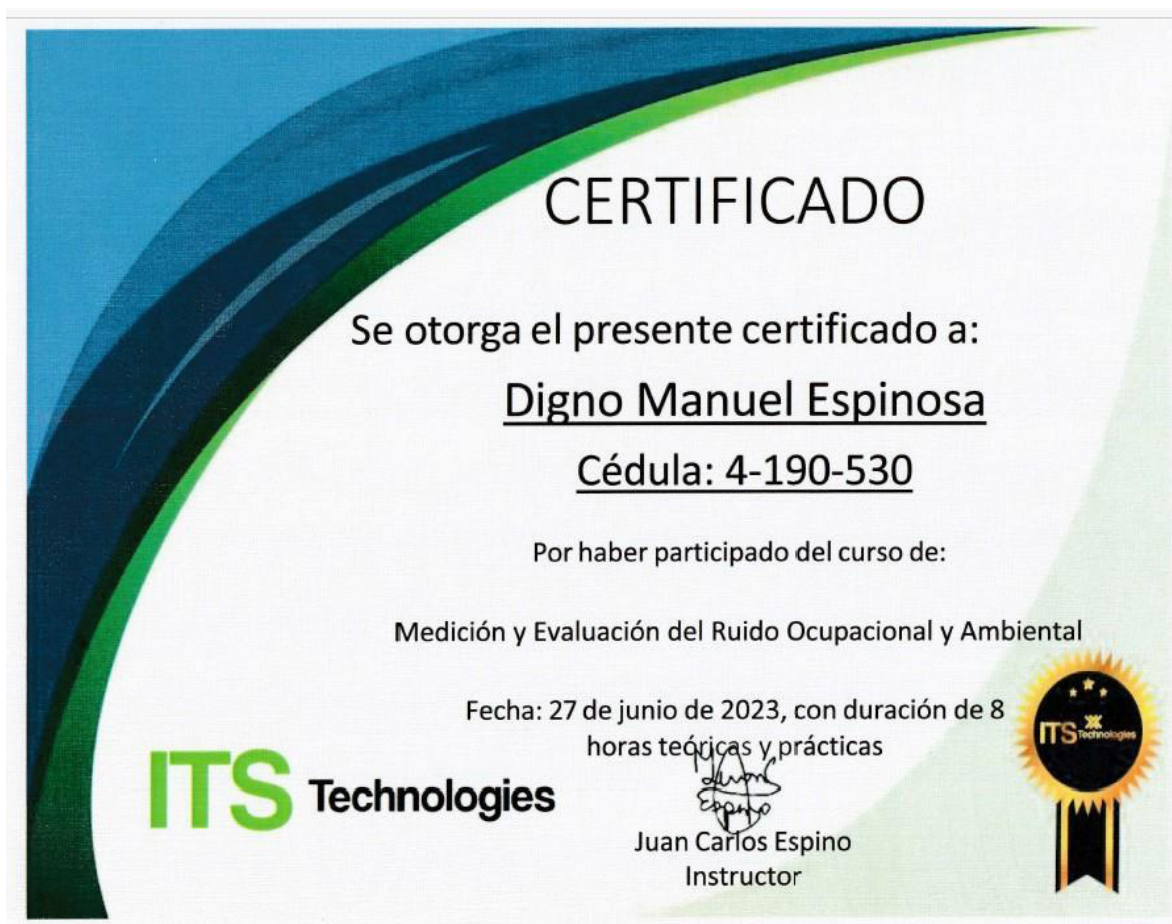 CERTIFICADO
Se otorga el presente certificado a:
Digno Manuel Espinosa
Cédula: 4-190-530
Por haber participado del curso de:
Medición y Evaluación del Ruido Ocupacional y Ambiental
Fecha: 27 de junio de 2023, con duración de 8
horas teóricas y prácticas
ITS Technologies
ITS Technologies
Juan Carlos Espino
Instructor